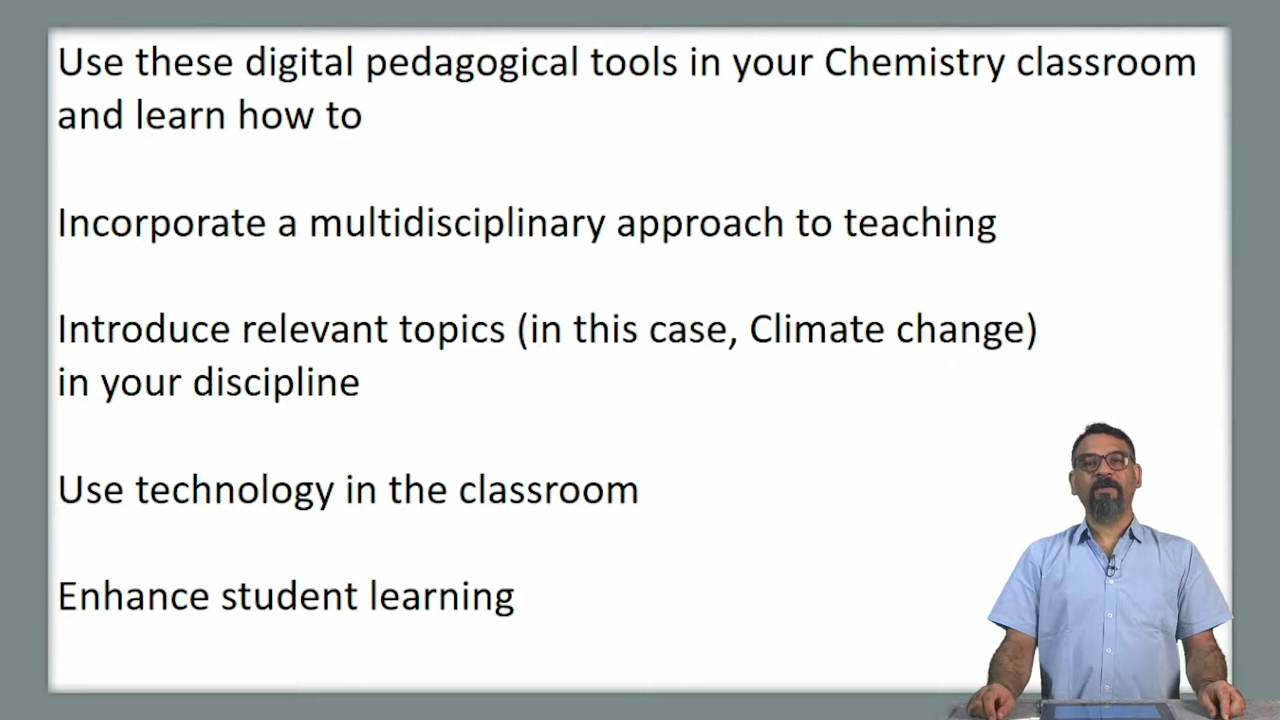 Use these digital pedagogical tools in your Chemistry classroom
and learn how to
Incorporate a multidisciplinary approach to teaching
Introduce relevant topics (in this case, Climate change)
in your discipline
Use technology in the classroom
Enhance student learning